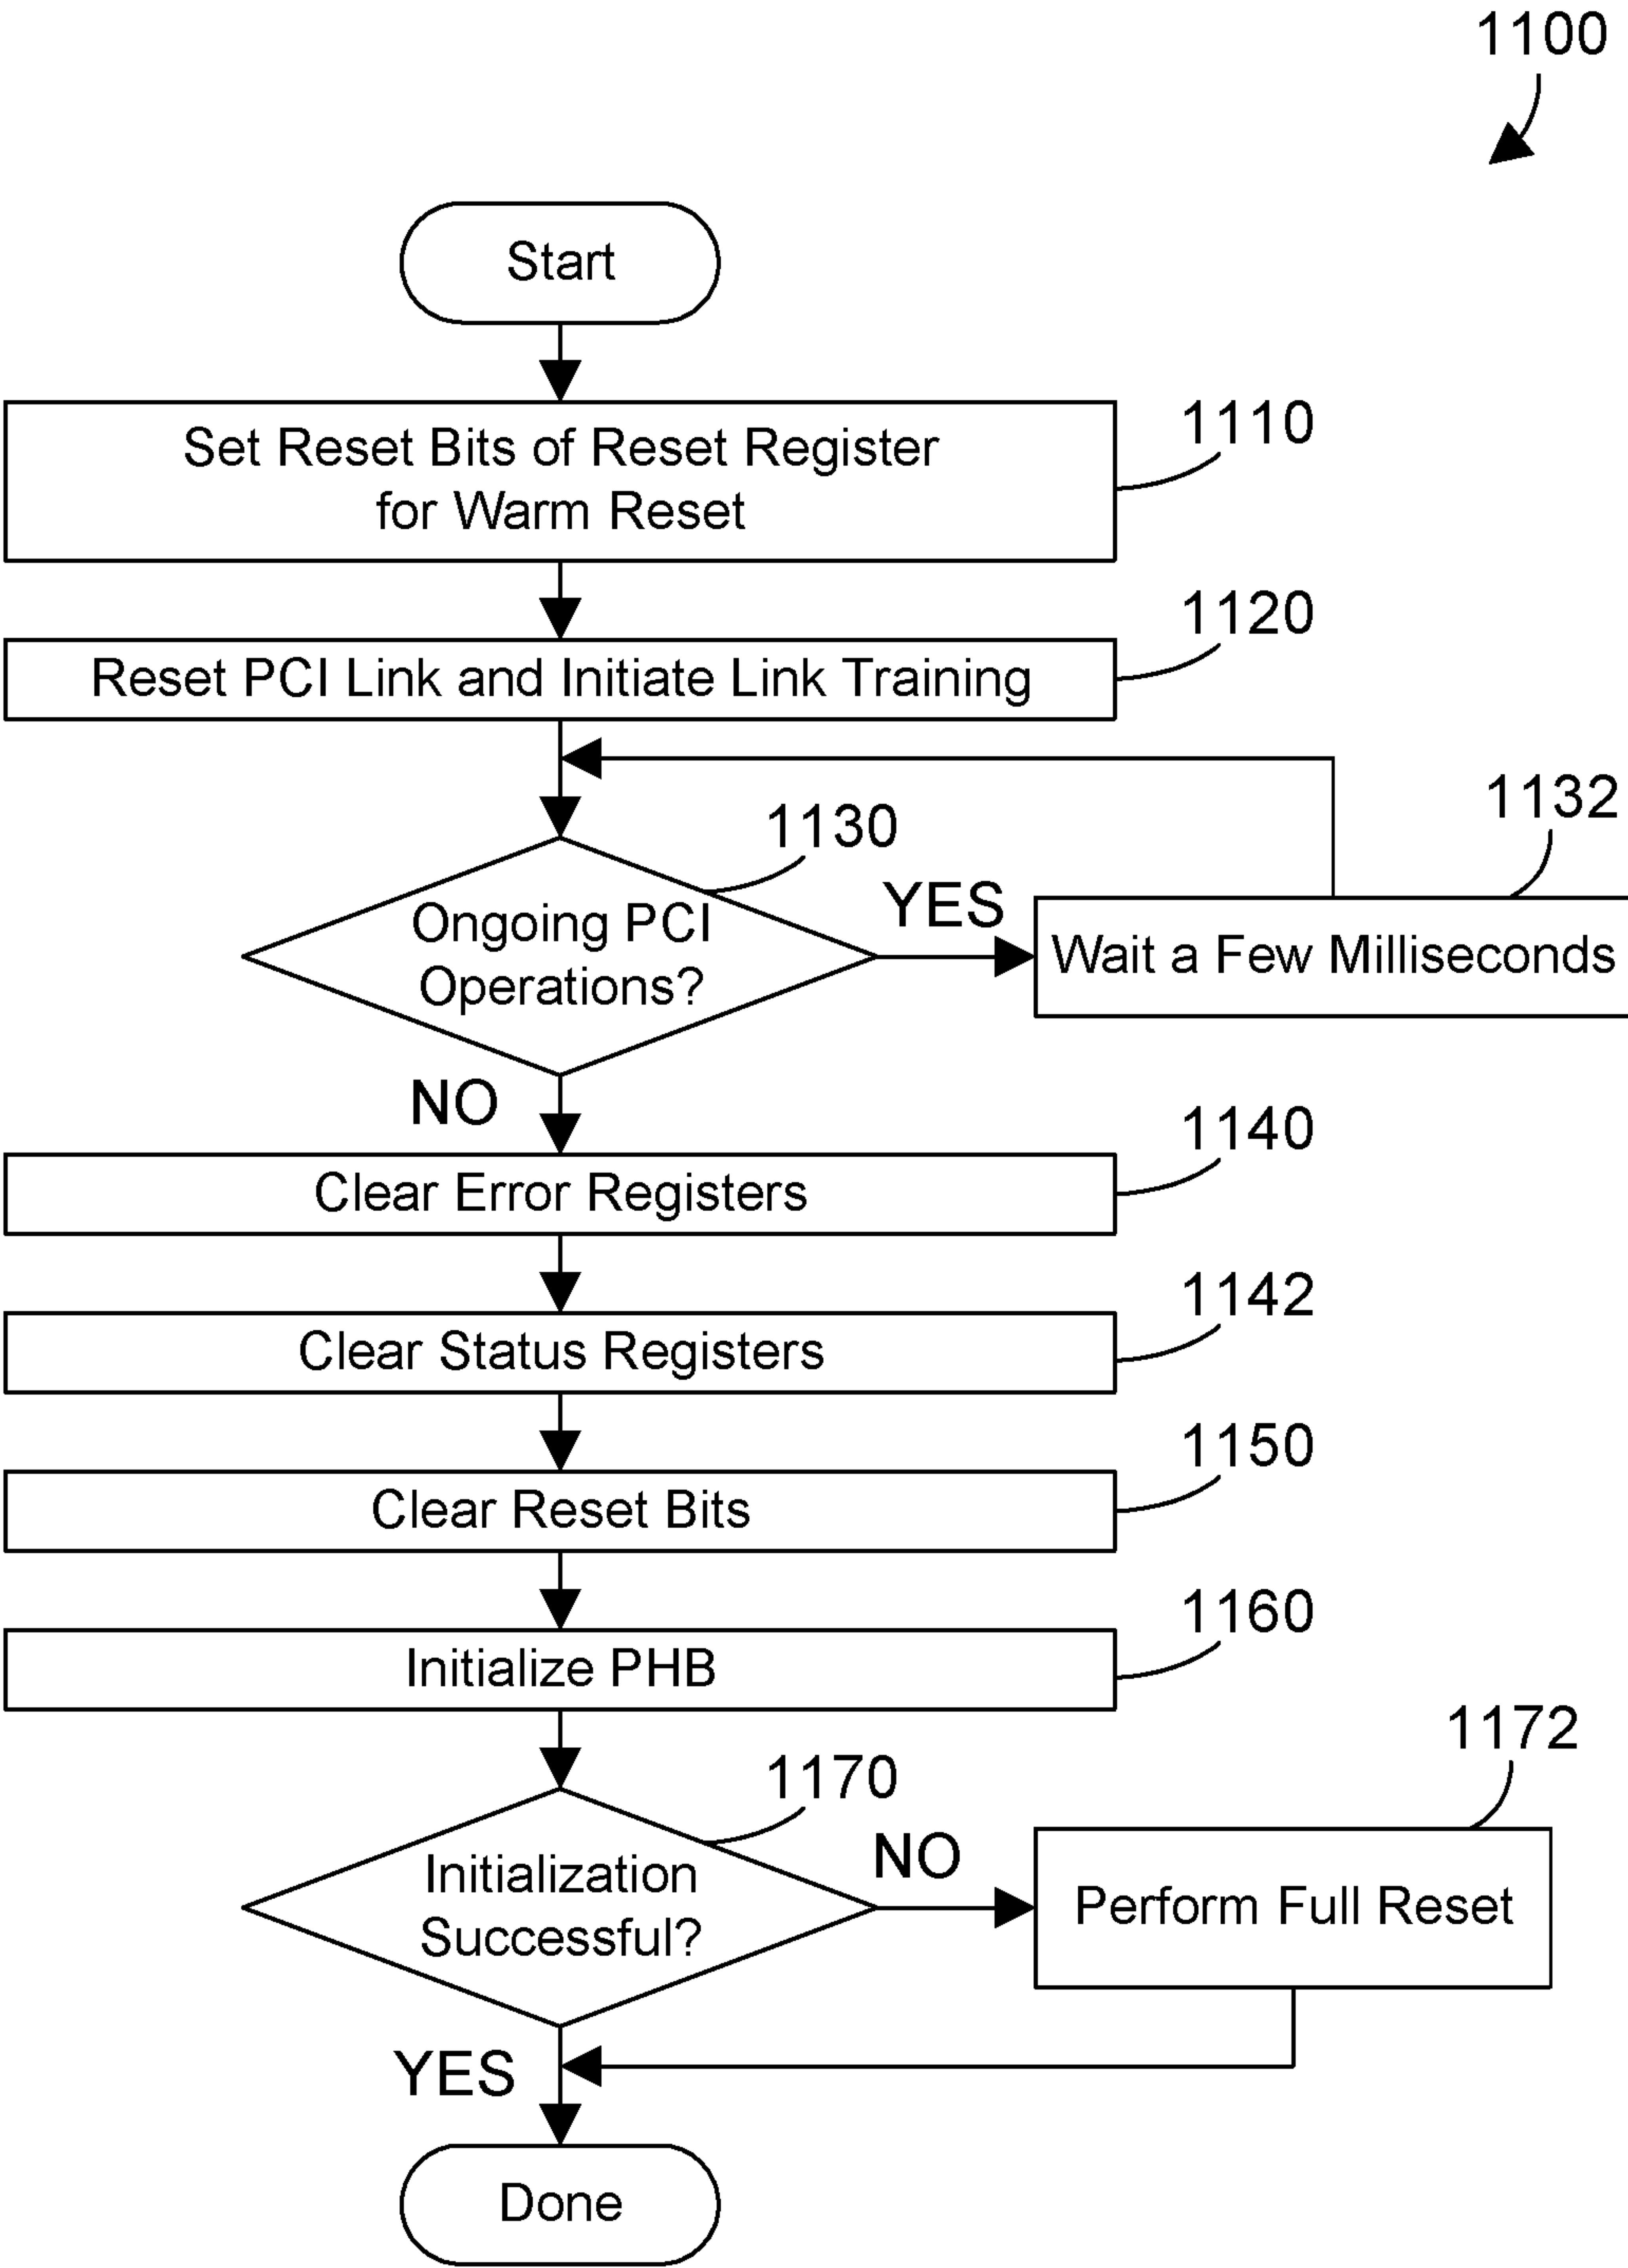 1100
Start
Set Reset Bits of Reset Register
for Warm Reset
1110
Reset PCI Link and Initiate Link Training
1120
1130
Ongoing PCI
Operations?
YES
1132
Wait a Few Milliseconds
NO
Clear Error Registers
1140
Clear Status Registers
1142
Clear Reset Bits
1150
Initialize PHB
1160
1170
Initialization
Successful?
NO
1172
Perform Full Reset
YES
Done